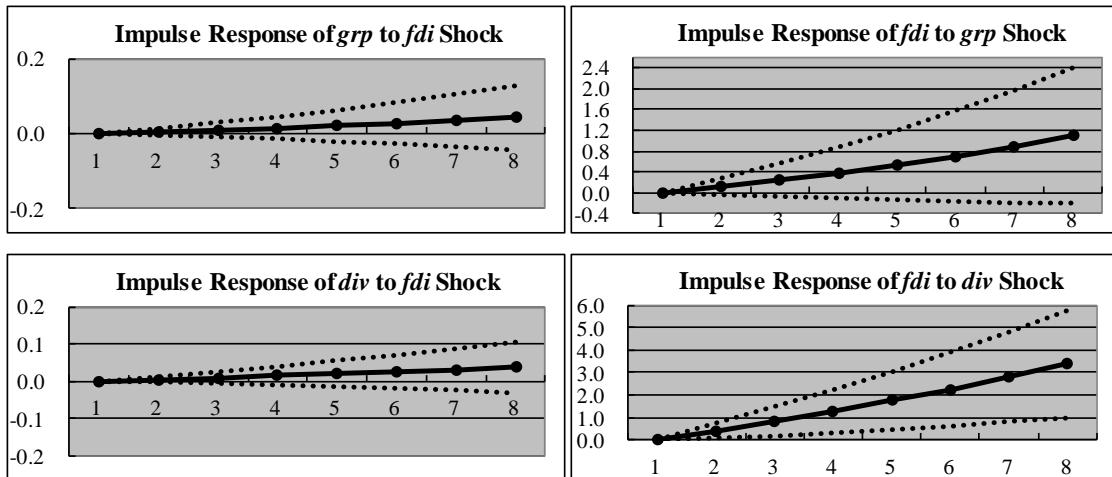 Impulse Response of grp to fdi Shock
0.2
0.0
-0.2
1 2 3 4 5 6 7 8
Impulse Response of fdi to grp Shock
2.4
2.0
1.6
1.2
0.8
0.4
0.0
-0.4
1 2 3 4 5 6 7 8
Impulse Response of div to fdi Shock
0.2
0.1
0.0
-0.1
-0.2
1 2 3 4 5 6 7 8
Impulse Response of fdi to div Shock
6.0
5.0
4.0
3.0
2.0
1.0
0.0
1 2 3 4 5 6 7 8